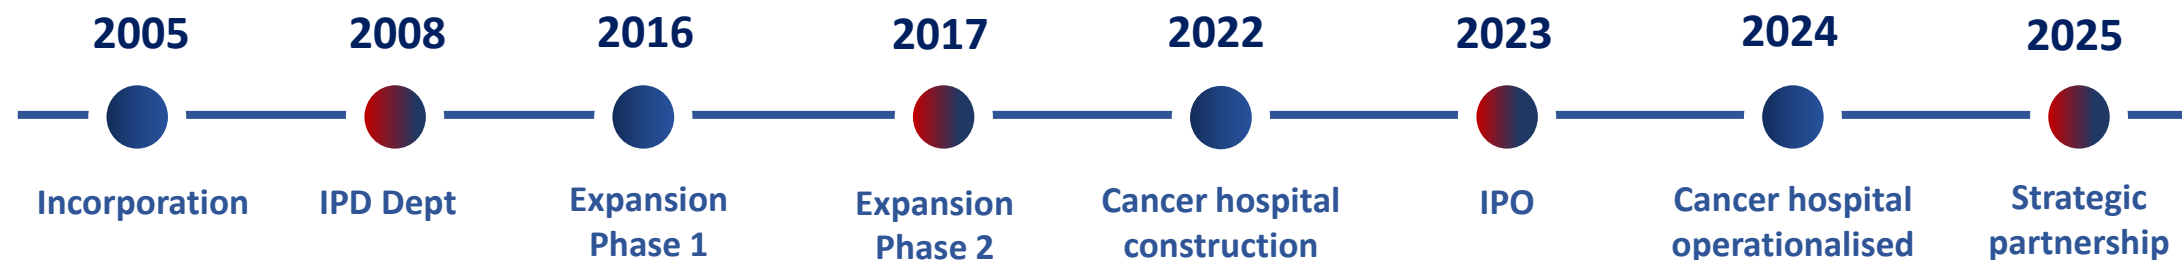 2005
2008
2016
2017
2022
2023
2024
2025
Incorporation
IPD Dept
Expansion
Phase 1
Expansion
Phase 2
Cancer hospital
construction
IPO
Cancer hospital
operationalised
Strategic
partnership